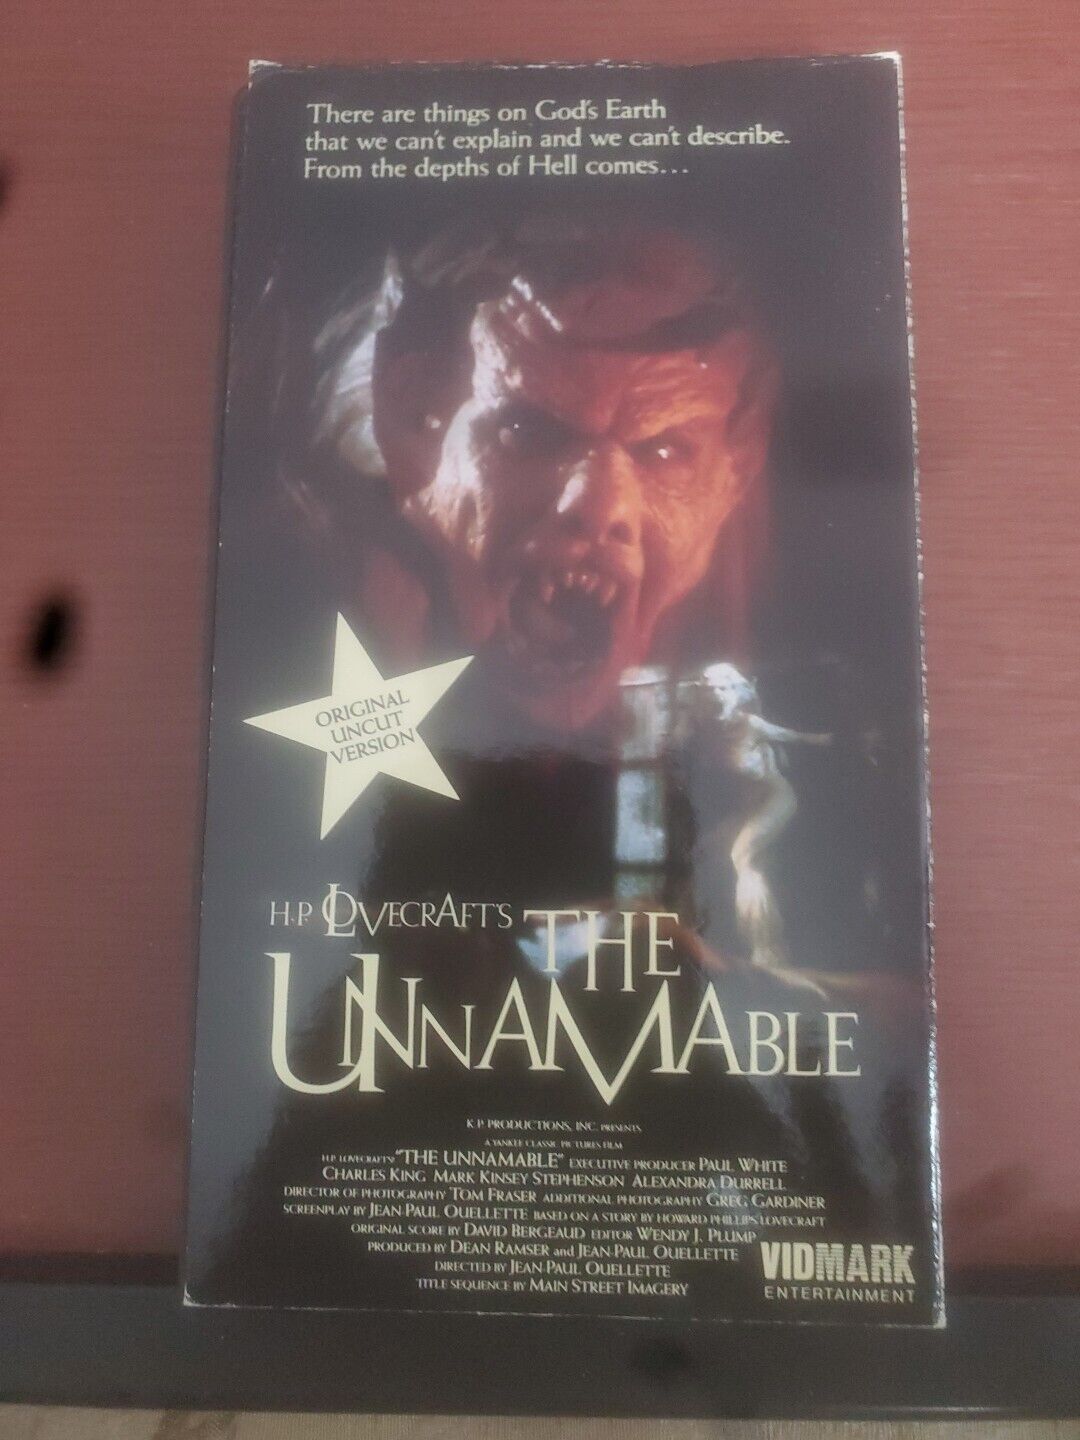 There are things on God's Earth
that we can't explain and we can't describe.
From the depths of Hell comes...
ORIGINAL
UNCUT
VERSION
H.P. LOVECRAFT'S THE
UNNAMABLE
K.P. PRODUCTIONS, INC. PRESENTS
A YANKEE CLASSIC PICTURES FILM
H.P. LOVECRAFT'S "THE UNNAMABLE" EXECUTIVE PRODUCER PAUL WHITE
CHARLES KING MARK KINSEY STEPHENSON ALEXANDRA DURRELL
DIRECTOR OF PHOTOGRAPHY TOM FRASER ADDITIONAL PHOTOGRAPHY GREG GARDINER
SCREENPLAY BY JEAN-PAUL OUELLETTE BASED ON A STORY BY HOWARD PHILLIPS LOVECRAFT
ORIGINAL SCORE BY DAVID BERGEAUD EDITOR WENDY J. PLUMP
PRODUCED BY DEAN RAMSER AND JEAN-PAUL OUELLETTE
DIRECTED BY JEAN-PAUL OUELLETTE
TITLE SEQUENCE BY MAIN STREET IMAGERY
VIDMARK
ENTERTAINMENT